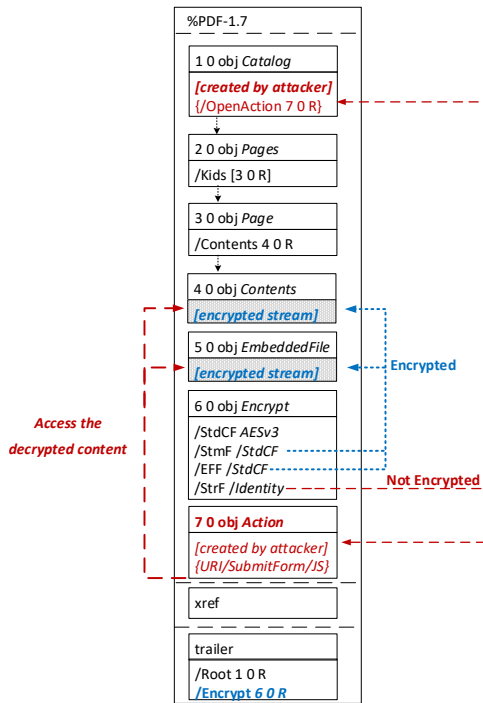 %PDF-1.7
1 0 obj Catalog
[created by attacker]
{/OpenAction 7 0 R}
2 0 obj Pages
/Kids [3 0 R]
3 0 obj Page
/Contents 4 0 R
4 0 obj Contents
[encrypted stream]
5 0 obj EmbeddedFile
[encrypted stream]
Encrypted
Access the
decrypted content
6 0 obj Encrypt
/StdCF AESv3
/StmF /StdCF
/EFF /StdCF
/StrF /Identity
Not Encrypted
7 0 obj Action
[created by attacker]
{URI/SubmitForm/JS}
xref
trailer
/Root 1 0 R
/Encrypt 6 0 R